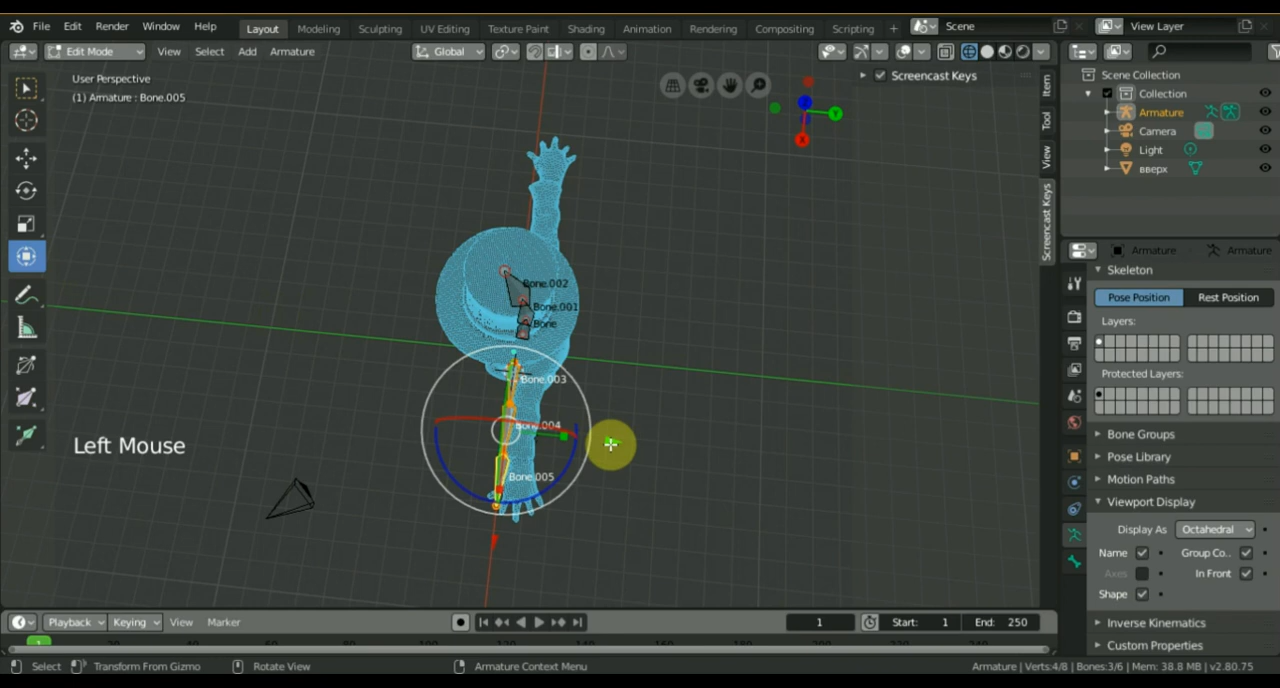 File Edit Render Window Help Layout Modeling Sculpting UV Editing Texture Paint Shading Animation Rendering Compositing Scripting + Scene View Layer
Edit Mode View Select Add Armature Global
User Perspective
(1) Armature : Bone.005
Screencast Keys
Item
Tool
View
Screencast Keys
Z
Y
X
Bone.002
Bone.001
Bone
Bone.003
Bone.004
Bone.005
Left Mouse
Scene Collection
Collection
Armature
Camera
Light
вверх
Armature Armature
Skeleton
Pose Position Rest Position
Layers:
Protected Layers:
Bone Groups
Pose Library
Motion Paths
Viewport Display
Display As Octahedral
Name Group Co..
Axes In Front
Shape
Inverse Kinematics
Custom Properties
Playback Keying View Marker 1 Start: 1 End: 250
1
Select Transform From Gizmo Rotate View Armature Context Menu Armature | Verts:4/8 | Bones:3/6 | Mem: 38.8 MB | v2.80.75